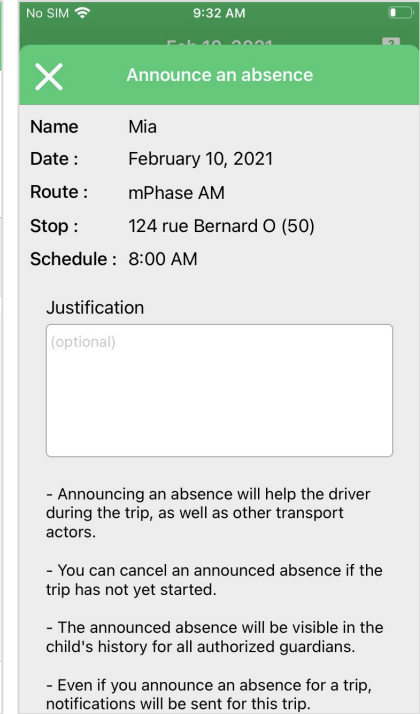 No SIM 9:32 AM
Feb 10, 2021
Announce an absence
Name Mia
Date : February 10, 2021
Route : mPhase AM
Stop : 124 rue Bernard O (50)
Schedule : 8:00 AM
Justification
(optional)
- Announcing an absence will help the driver
during the trip, as well as other transport
actors.
- You can cancel an announced absence if the
trip has not yet started.
- The announced absence will be visible in the
child's history for all authorized guardians.
- Even if you announce an absence for a trip,
notifications will be sent for this trip.